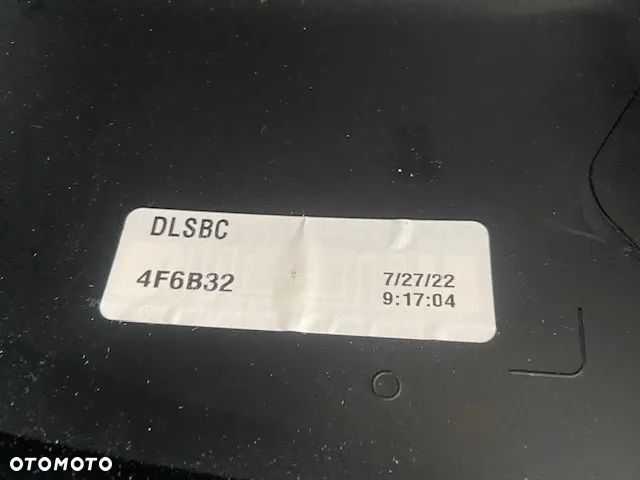 DLSBC
4F6B32
7/27/22
9:17:04
OTOMOTO